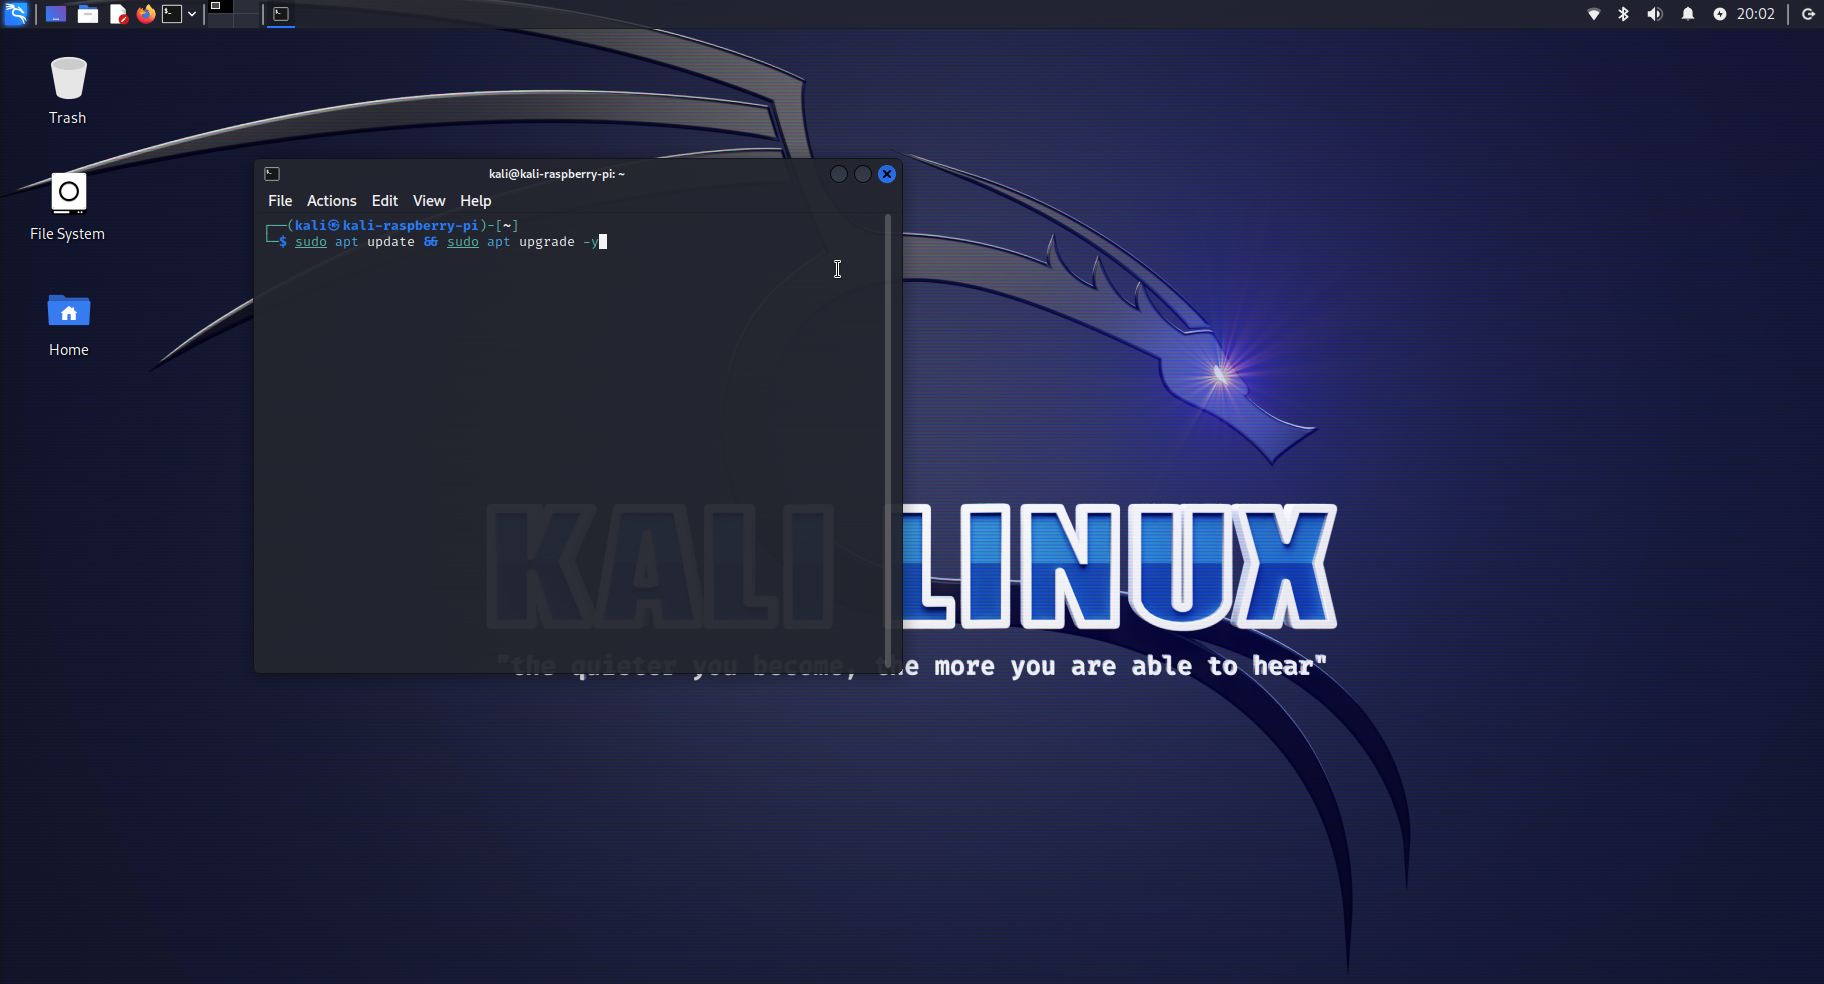 20:02
Trash
File System
Home
kali@kali-raspberry-pi: ~
File Actions Edit View Help
┌──(kali㉿kali-raspberry-pi)-[~]
└─$ sudo apt update && sudo apt upgrade -y
KALI LINUX
"the quieter you become, the more you are able to hear"